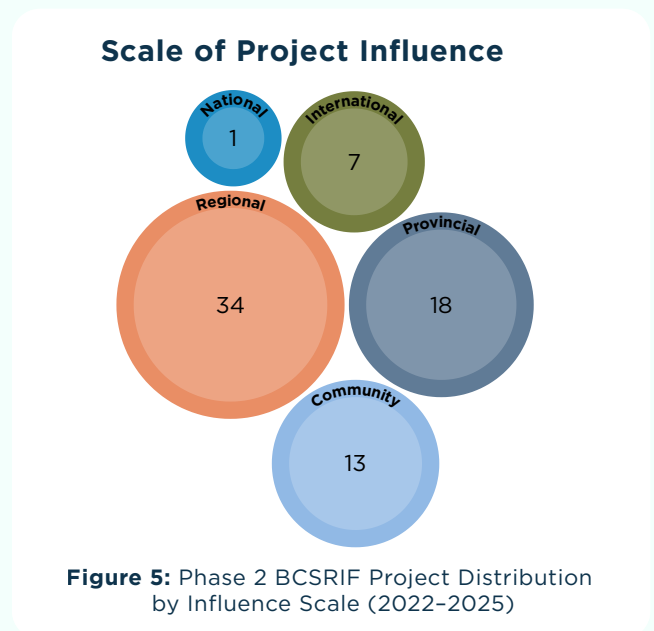 Scale of Project Influence
National
1
International
7
Regional
34
Provincial
18
Community
13
Figure 5: Phase 2 BCSRIF Project Distribution
by Influence Scale (2022–2025)